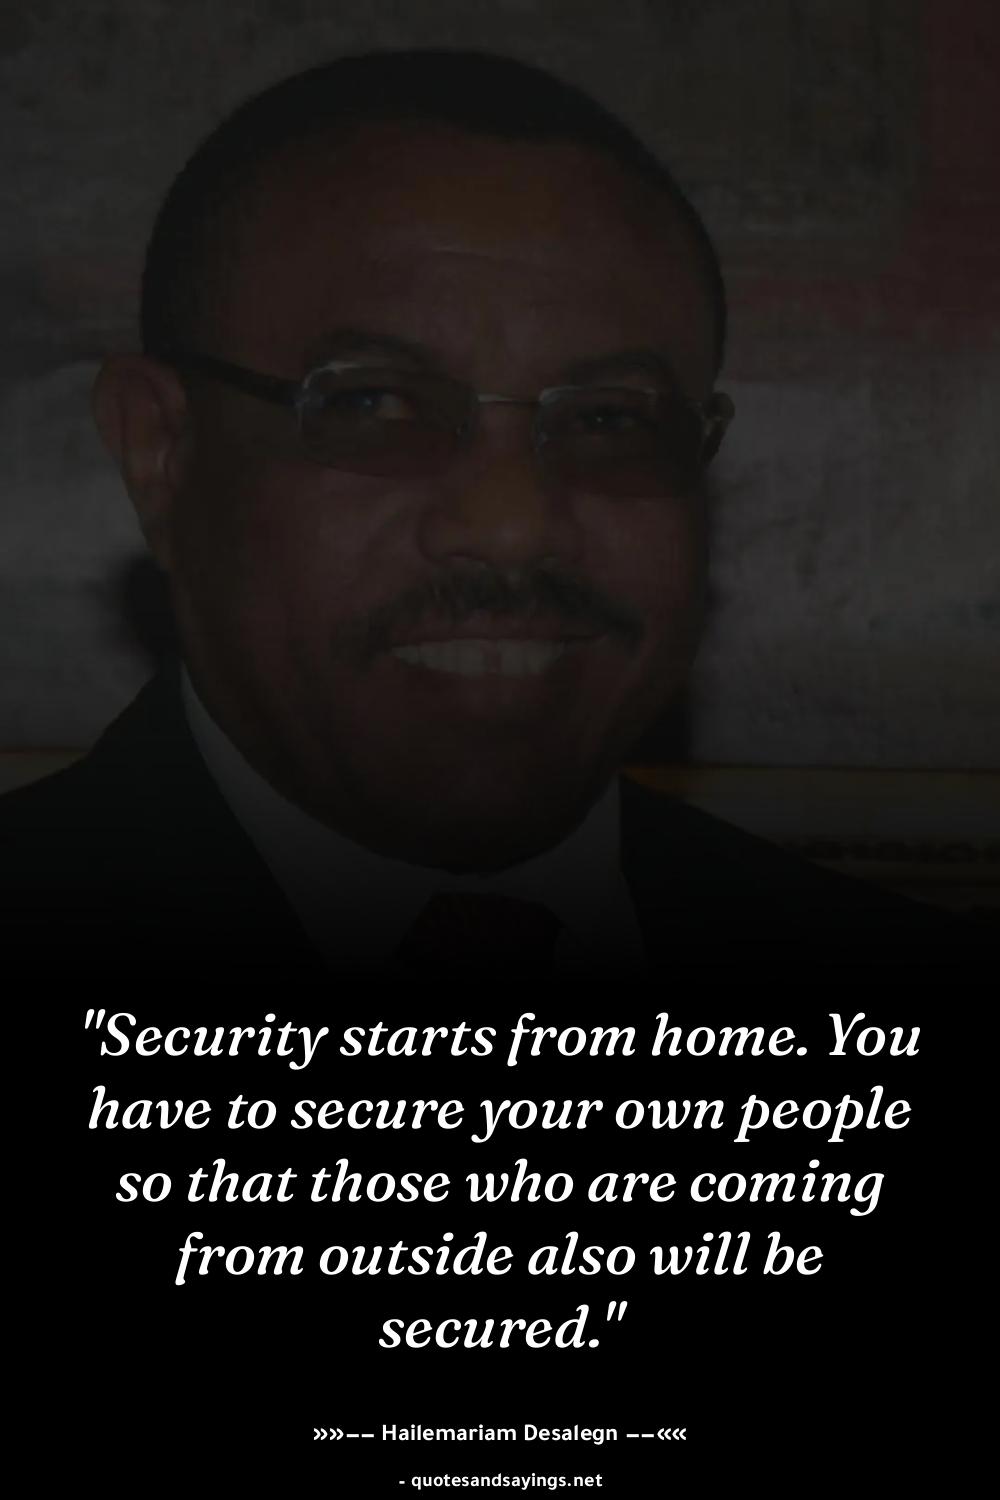 "Security starts from home. You
have to secure your own people
so that those who are coming
from outside also will be
secured."
»»−− Hailemariam Desalegn −−««
- quotesandsayings.net